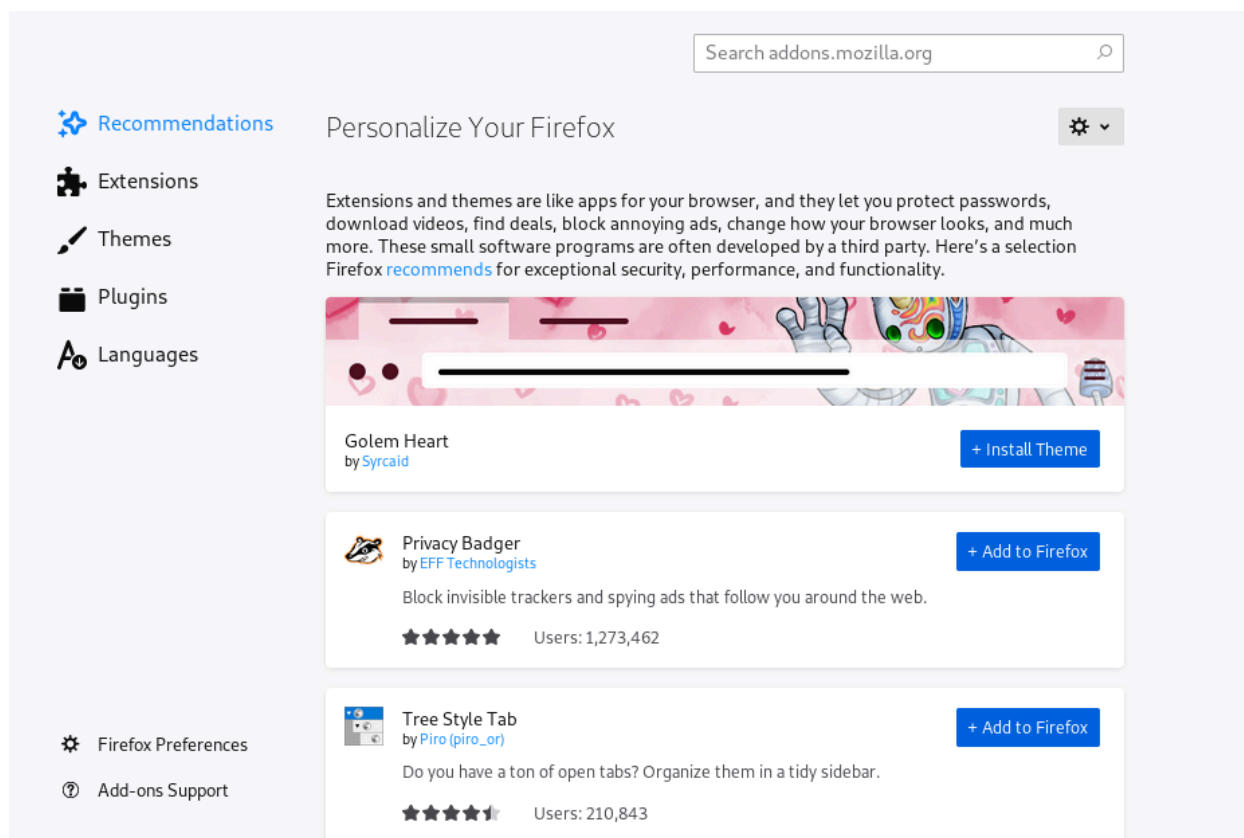 Search addons.mozilla.org
Recommendations
Extensions
Themes
Plugins
Languages
Firefox Preferences
Add-ons Support
Personalize Your Firefox
Extensions and themes are like apps for your browser, and they let you protect passwords,
download videos, find deals, block annoying ads, change how your browser looks, and much
more. These small software programs are often developed by a third party. Here's a selection
Firefox recommends for exceptional security, performance, and functionality.
Golem Heart
by Syrcaid
+ Install Theme
Privacy Badger
by EFF Technologists
+ Add to Firefox
Block invisible trackers and spying ads that follow you around the web.
Users: 1,273,462
Tree Style Tab
by Piro (piro_or)
+ Add to Firefox
Do you have a ton of open tabs? Organize them in a tidy sidebar.
Users: 210,843